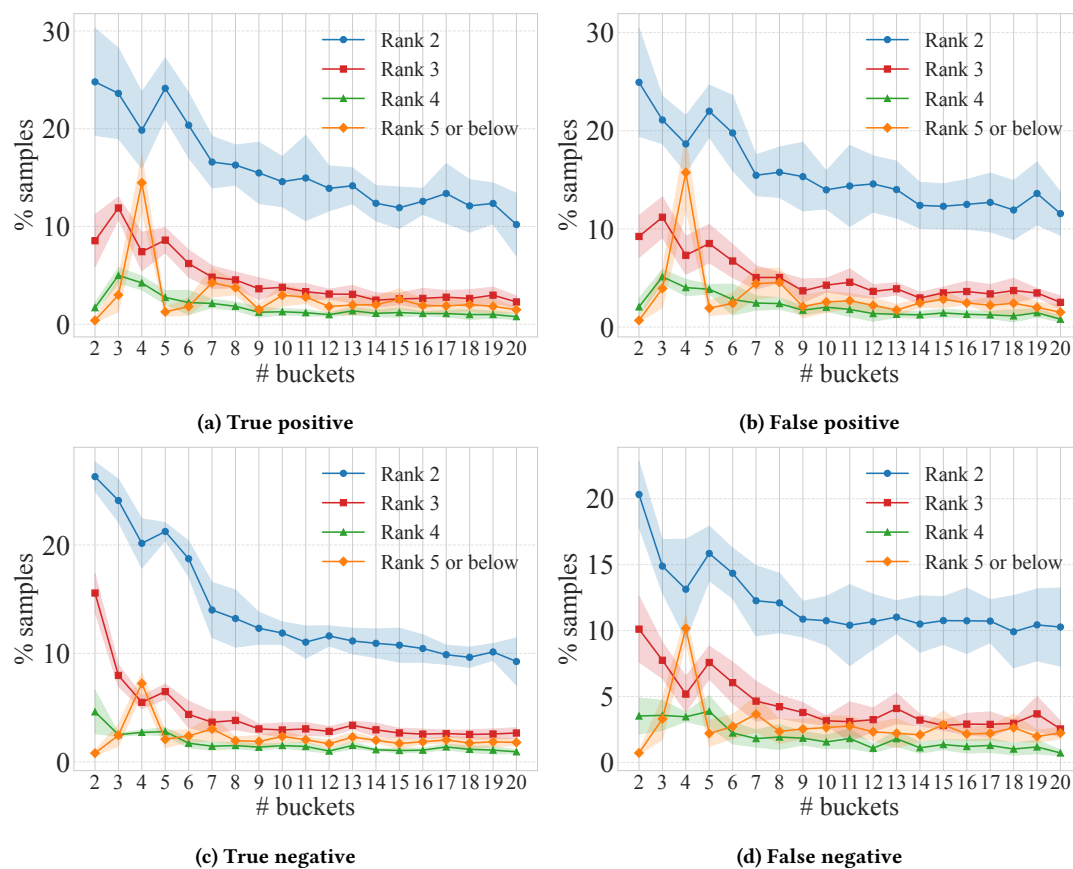 30
20
10
0
% samples
Rank 2
Rank 3
Rank 4
Rank 5 or below
2 3 4 5 6 7 8 9 10 11 12 13 14 15 16 17 18 19 20
# buckets
(a) True positive
30
20
10
0
% samples
Rank 2
Rank 3
Rank 4
Rank 5 or below
2 3 4 5 6 7 8 9 10 11 12 13 14 15 16 17 18 19 20
# buckets
(b) False positive
20
10
0
% samples
Rank 2
Rank 3
Rank 4
Rank 5 or below
2 3 4 5 6 7 8 9 10 11 12 13 14 15 16 17 18 19 20
# buckets
(c) True negative
20
15
10
5
0
% samples
Rank 2
Rank 3
Rank 4
Rank 5 or below
2 3 4 5 6 7 8 9 10 11 12 13 14 15 16 17 18 19 20
# buckets
(d) False negative